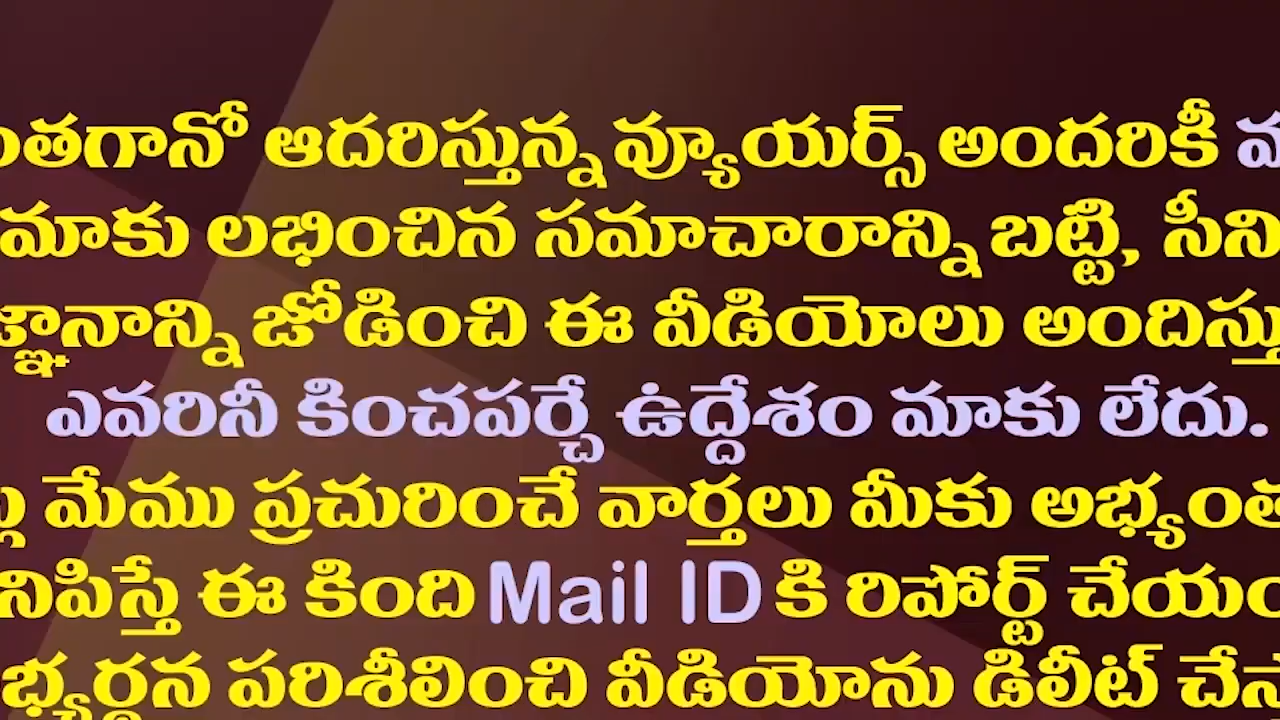 ంతగానో ఆదరిస్తున్న వ్యూయర్స్ అందరికీ
మాకు లభించిన సమాచారాన్ని బట్టి, సీని
జ్ఞానాన్ని జోడించి ఈ వీడియోలు అందిస్తు
ఎవరినీ కించపర్చే ఉద్దేశం మాకు లేదు.
మేము ప్రచురించే వార్తలు మీకు అభ్యంత
నిపిస్తే ఈ కింది Mail ID కి రిపోర్ట్ చేయం
భ్యర్థన పరిశీలించి వీడియోను డిలీట్ చేస